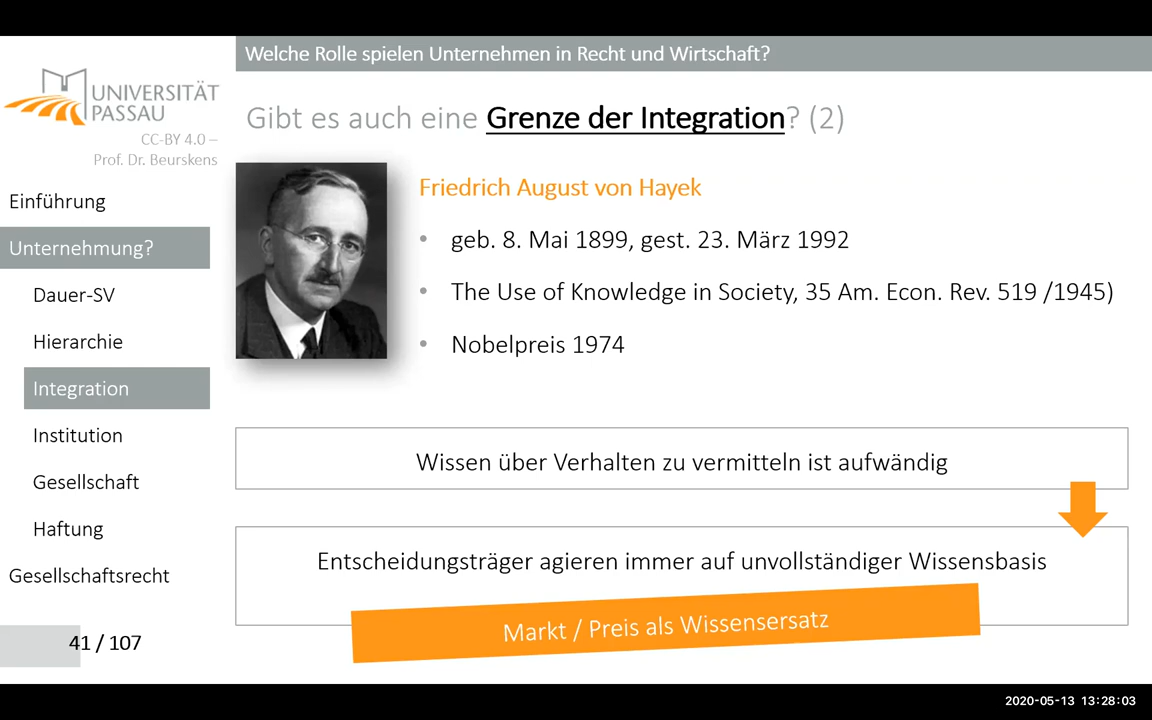 Welche Rolle spielen Unternehmen in Recht und Wirtschaft?
UNIVERSITÄT
PASSAU
CC-BY 4.0 –
Prof. Dr. Beurskens
Einführung
Unternehmung?
Dauer-SV
Hierarchie
Integration
Institution
Gesellschaft
Haftung
Gesellschaftsrecht
41 / 107
Gibt es auch eine Grenze der Integration? (2)
Friedrich August von Hayek
• geb. 8. Mai 1899, gest. 23. März 1992
• The Use of Knowledge in Society, 35 Am. Econ. Rev. 519 /1945)
• Nobelpreis 1974
Wissen über Verhalten zu vermitteln ist aufwändig
Entscheidungsträger agieren immer auf unvollständiger Wissensbasis
Markt / Preis als Wissensersatz
2020-05-13 13:28:03